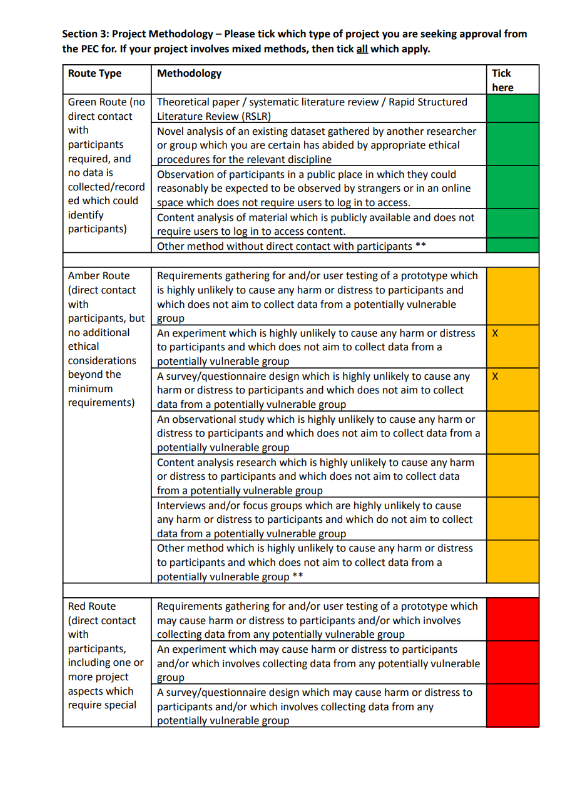 Section 3: Project Methodology – Please tick which type of project you are seeking approval from
the PEC for. If your project involves mixed methods, then tick all which apply.
Route Type
Methodology
Tick
here
Green Route (no
direct contact
with
participants
required, and
no data is
collected/record
ed which could
identify
participants)
Theoretical paper / systematic literature review / Rapid Structured
Literature Review (RSLR)
Novel analysis of an existing dataset gathered by another researcher
or group which you are certain has abided by appropriate ethical
procedures for the relevant discipline
Observation of participants in a public place in which they could
reasonably be expected to be observed by strangers or in an online
space which does not require users to log in to access.
Content analysis of material which is publicly available and does not
require users to log in to access content.
Other method without direct contact with participants **
Amber Route
(direct contact
with
participants, but
no additional
ethical
considerations
beyond the
minimum
requirements)
Requirements gathering for and/or user testing of a prototype which
is highly unlikely to cause any harm or distress to participants and
which does not aim to collect data from a potentially vulnerable
group
An experiment which is highly unlikely to cause any harm or distress
to participants and which does not aim to collect data from a
potentially vulnerable group
X
A survey/questionnaire design which is highly unlikely to cause any
harm or distress to participants and which does not aim to collect
data from a potentially vulnerable group
X
An observational study which is highly unlikely to cause any harm or
distress to participants and which does not aim to collect data from a
potentially vulnerable group
Content analysis research which is highly unlikely to cause any harm
or distress to participants and which does not aim to collect data
from a potentially vulnerable group
Interviews and/or focus groups which are highly unlikely to cause
any harm or distress to participants and which do not aim to collect
data from a potentially vulnerable group
Other method which is highly unlikely to cause any harm or distress
to participants and which does not aim to collect data from a
potentially vulnerable group **
Red Route
(direct contact
with
participants,
including one or
more project
aspects which
require special
Requirements gathering for and/or user testing of a prototype which
may cause harm or distress to participants and/or which involves
collecting data from any potentially vulnerable group
An experiment which may cause harm or distress to participants
and/or which involves collecting data from any potentially vulnerable
group
A survey/questionnaire design which may cause harm or distress to
participants and/or which involves collecting data from any
potentially vulnerable group